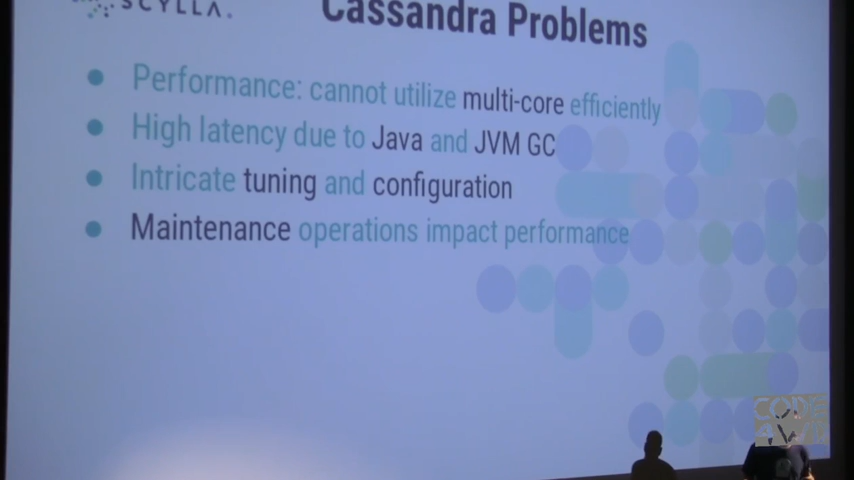 SCYLLA.
Cassandra Problems
Performance: cannot utilize multi-core efficiently
High latency due to Java and JVM GC
Intricate tuning and configuration
Maintenance operations impact performance
CODE